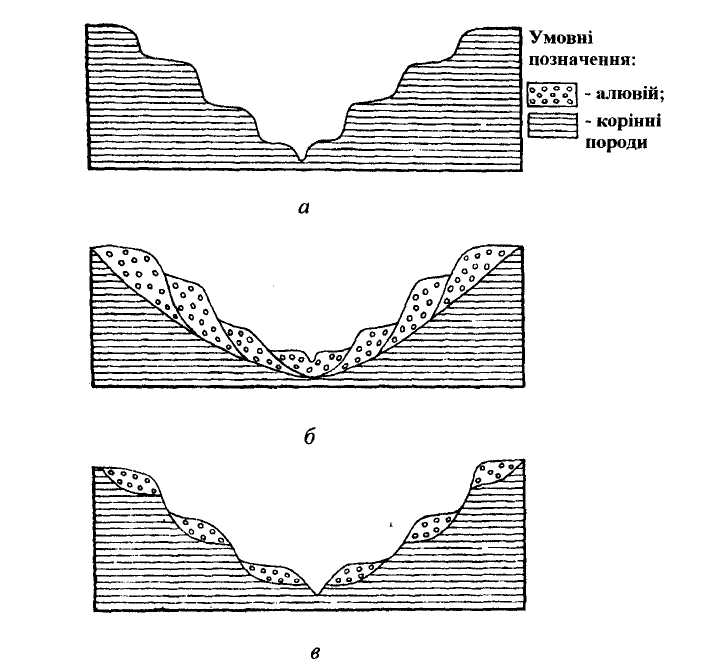 Умовні
позначення:
- алювій;
- корінні
породи
а
б
в